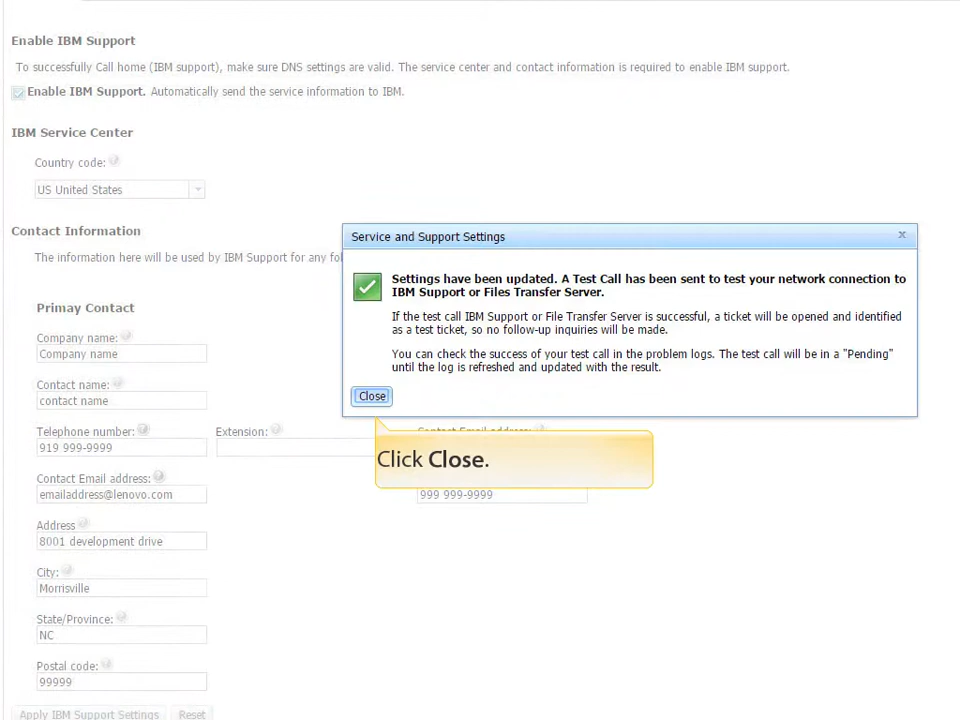 Enable IBM Support
To successfully Call home (IBM support), make sure DNS settings are valid. The service center and contact information is required to enable IBM support.
Enable IBM Support. Automatically send the service information to IBM.
IBM Service Center
Country code:
US United States
Contact Information
The information here will be used by IBM Support for any
Service and Support Settings
x
Settings have been updated. A Test Call has been sent to test your network connection to
IBM Support or Files Transfer Server.
If the test call IBM Support or File Transfer Server is successful, a ticket will be opened and identified
as a test ticket, so no follow-up inquiries will be made.
You can check the success of your test call in the problem logs. The test call will be in a "Pending"
until the log is refreshed and updated with the result.
Close
Click Close.
Primay Contact
Company name:
Company name
Contact name:
contact name
Telephone number:
Extension:
919 999-9999
Contact Email address:
emailaddress@lenovo.com
999 999-9999
Address
8001 development drive
City:
Morrisville
State/Province:
NC
Postal code:
99999
Apply IBM Support Settings
Reset